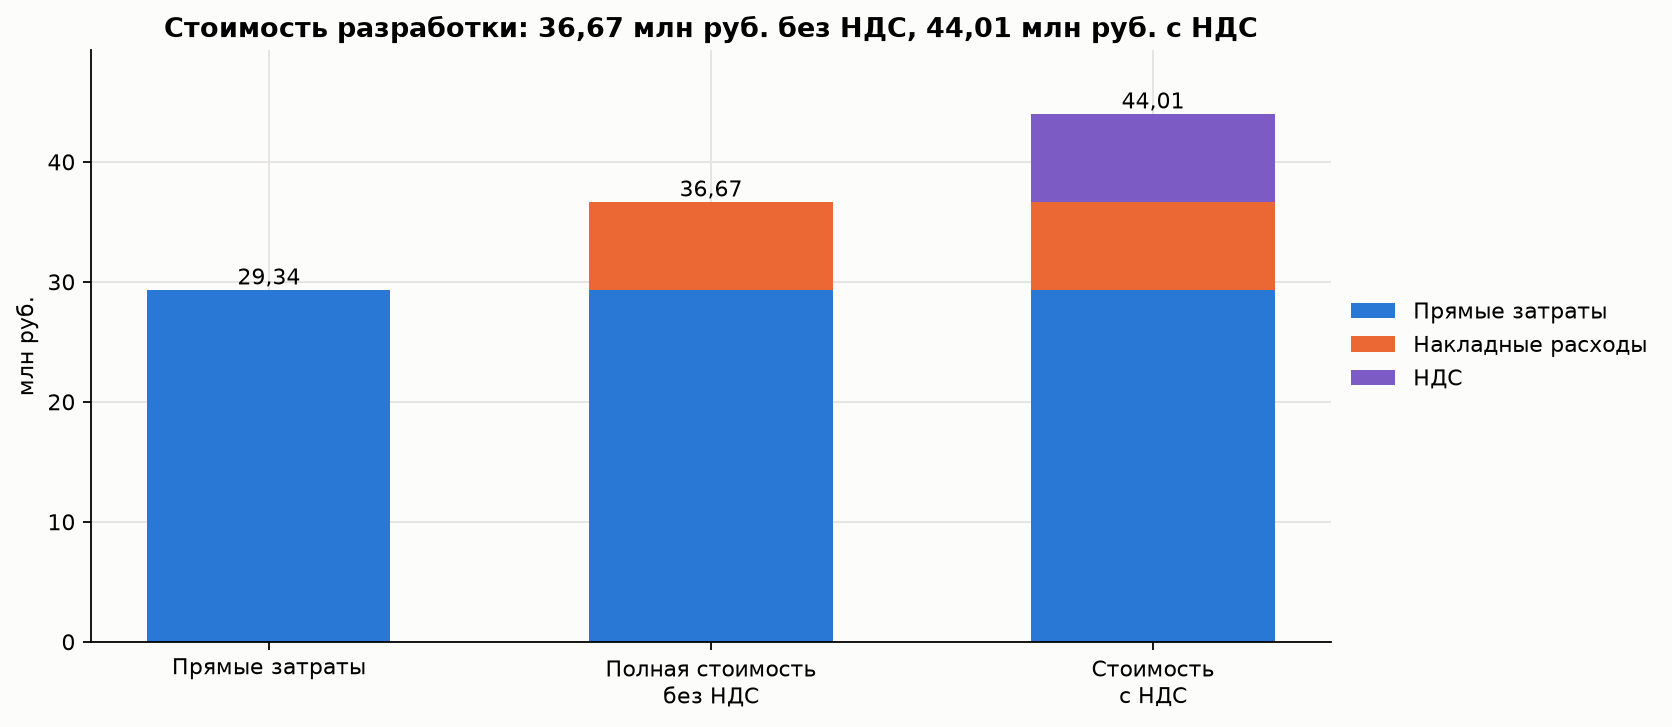 Стоимость разработки: 36,67 млн руб. без НДС, 44,01 млн руб. с НДС
млн руб.
40
30
20
10
0
29,34
36,67
44,01
Прямые затраты
Полная стоимость
без НДС
Стоимость
с НДС
Прямые затраты
Накладные расходы
НДС